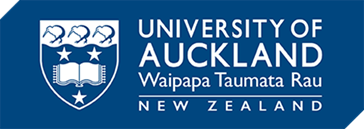 UNIVERSITY OF
AUCKLAND
Waipapa Taumata Rau
NEW ZEALAND